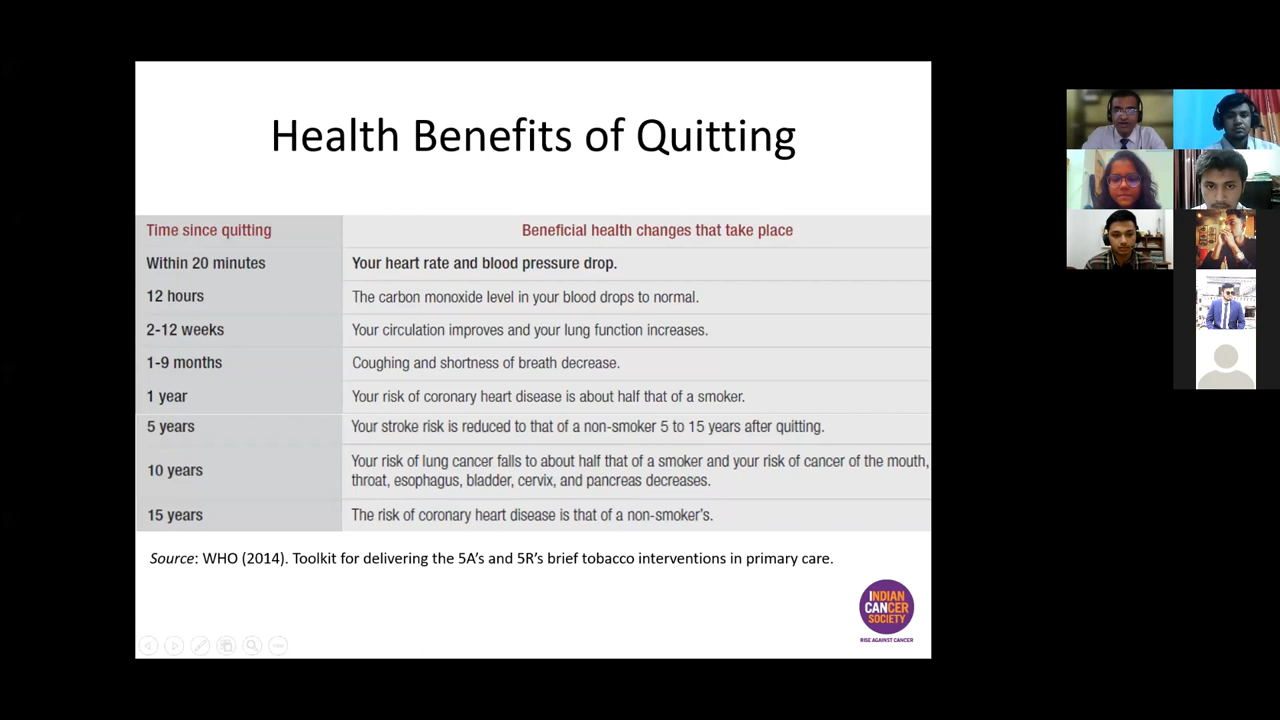 Health Benefits of Quitting
Time since quitting	Beneficial health changes that take place
Within 20 minutes	Your heart rate and blood pressure drop.
12 hours	The carbon monoxide level in your blood drops to normal.
2-12 weeks	Your circulation improves and your lung function increases.
1-9 months	Coughing and shortness of breath decrease.
1 year	Your risk of coronary heart disease is about half that of a smoker.
5 years	Your stroke risk is reduced to that of a non-smoker 5 to 15 years after quitting.
10 years	Your risk of lung cancer falls to about half that of a smoker and your risk of cancer of the mouth,
throat, esophagus, bladder, cervix, and pancreas decreases.
15 years	The risk of coronary heart disease is that of a non-smoker's.
Source: WHO (2014). Toolkit for delivering the 5A's and 5R's brief tobacco interventions in primary care.
INDIAN
CANCER
SOCIETY
RISE AGAINST CANCER